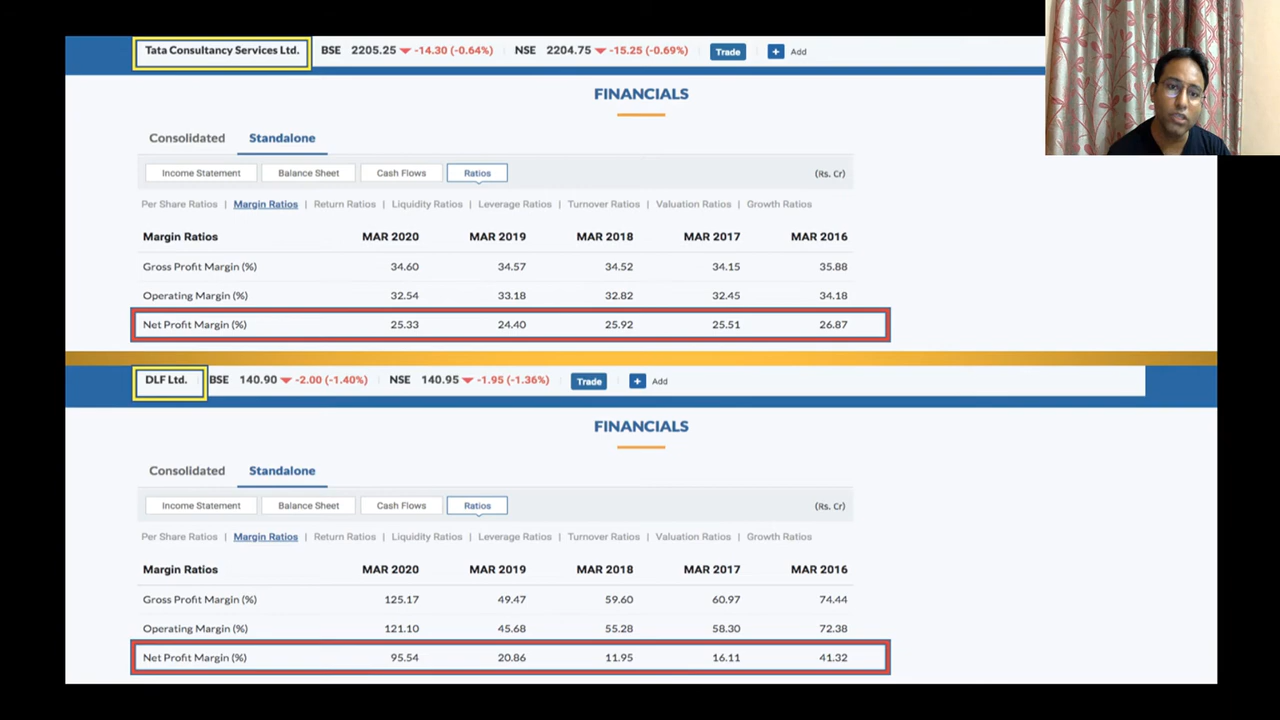 Tata Consultancy Services Ltd. BSE 2205.25 -14.30 (-0.64%) NSE 2204.75 -15.25 (-0.69%) Trade + Add
FINANCIALS
Consolidated Standalone
Income Statement Balance Sheet Cash Flows Ratios (Rs. Cr)
Per Share Ratios | Margin Ratios | Return Ratios | Liquidity Ratios | Leverage Ratios | Turnover Ratios | Valuation Ratios | Growth Ratios
Margin Ratios MAR 2020 MAR 2019 MAR 2018 MAR 2017 MAR 2016
Gross Profit Margin (%) 34.60 34.57 34.52 34.15 35.88
Operating Margin (%) 32.54 33.18 32.82 32.45 34.18
Net Profit Margin (%) 25.33 24.40 25.92 25.51 26.87
DLF Ltd. BSE 140.90 -2.00 (-1.40%) NSE 140.95 -1.95 (-1.36%) Trade + Add
FINANCIALS
Consolidated Standalone
Income Statement Balance Sheet Cash Flows Ratios (Rs. Cr)
Per Share Ratios | Margin Ratios | Return Ratios | Liquidity Ratios | Leverage Ratios | Turnover Ratios | Valuation Ratios | Growth Ratios
Margin Ratios MAR 2020 MAR 2019 MAR 2018 MAR 2017 MAR 2016
Gross Profit Margin (%) 125.17 49.47 59.60 60.97 74.44
Operating Margin (%) 121.10 45.68 55.28 58.30 72.38
Net Profit Margin (%) 95.54 20.86 11.95 16.11 41.32